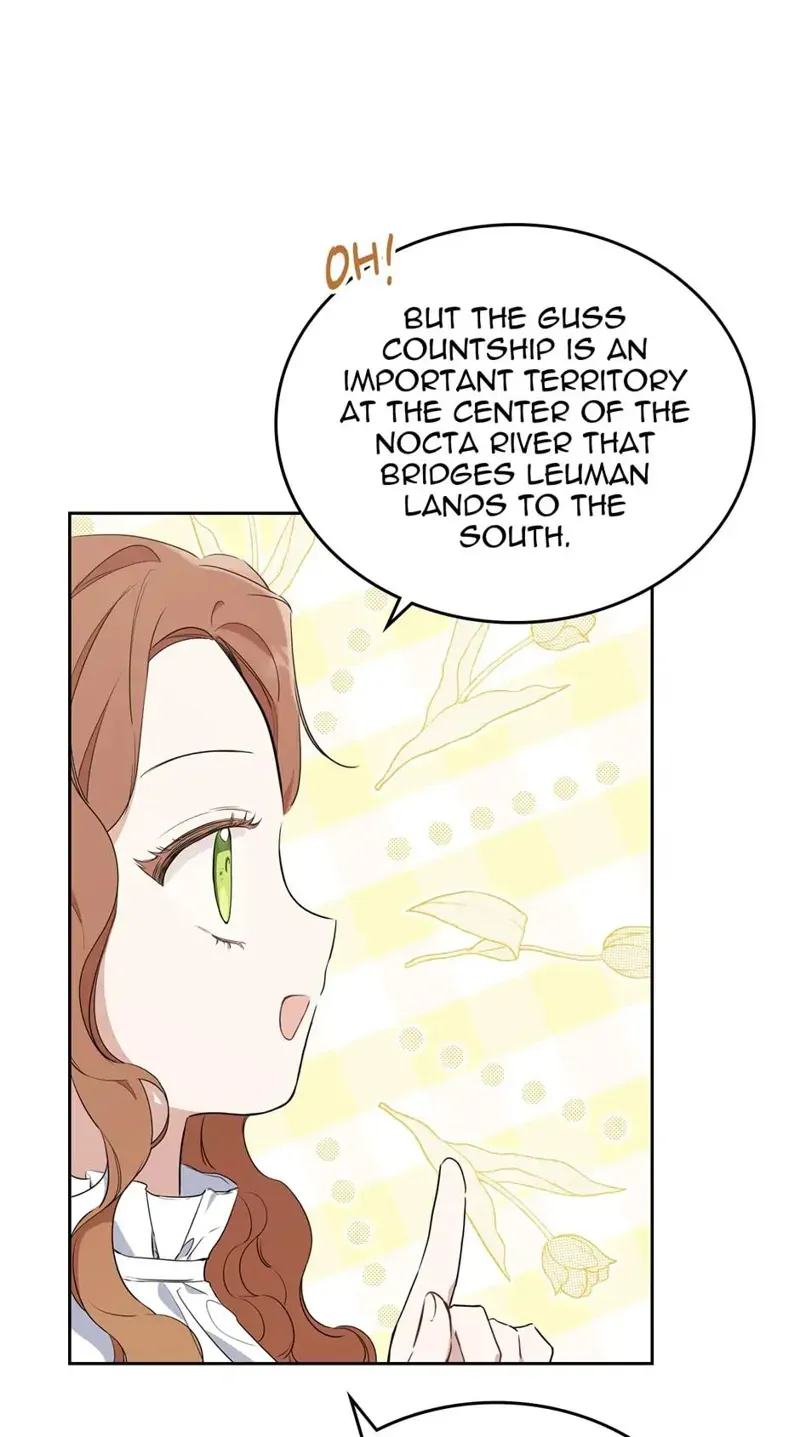 OH!
BUT THE GUSS
COUNTSHIP IS AN
IMPORTANT TERRITORY
AT THE CENTER OF THE
NOCTA RIVER THAT
BRIDGES LEUMAN
LANDS TO THE
SOUTH.